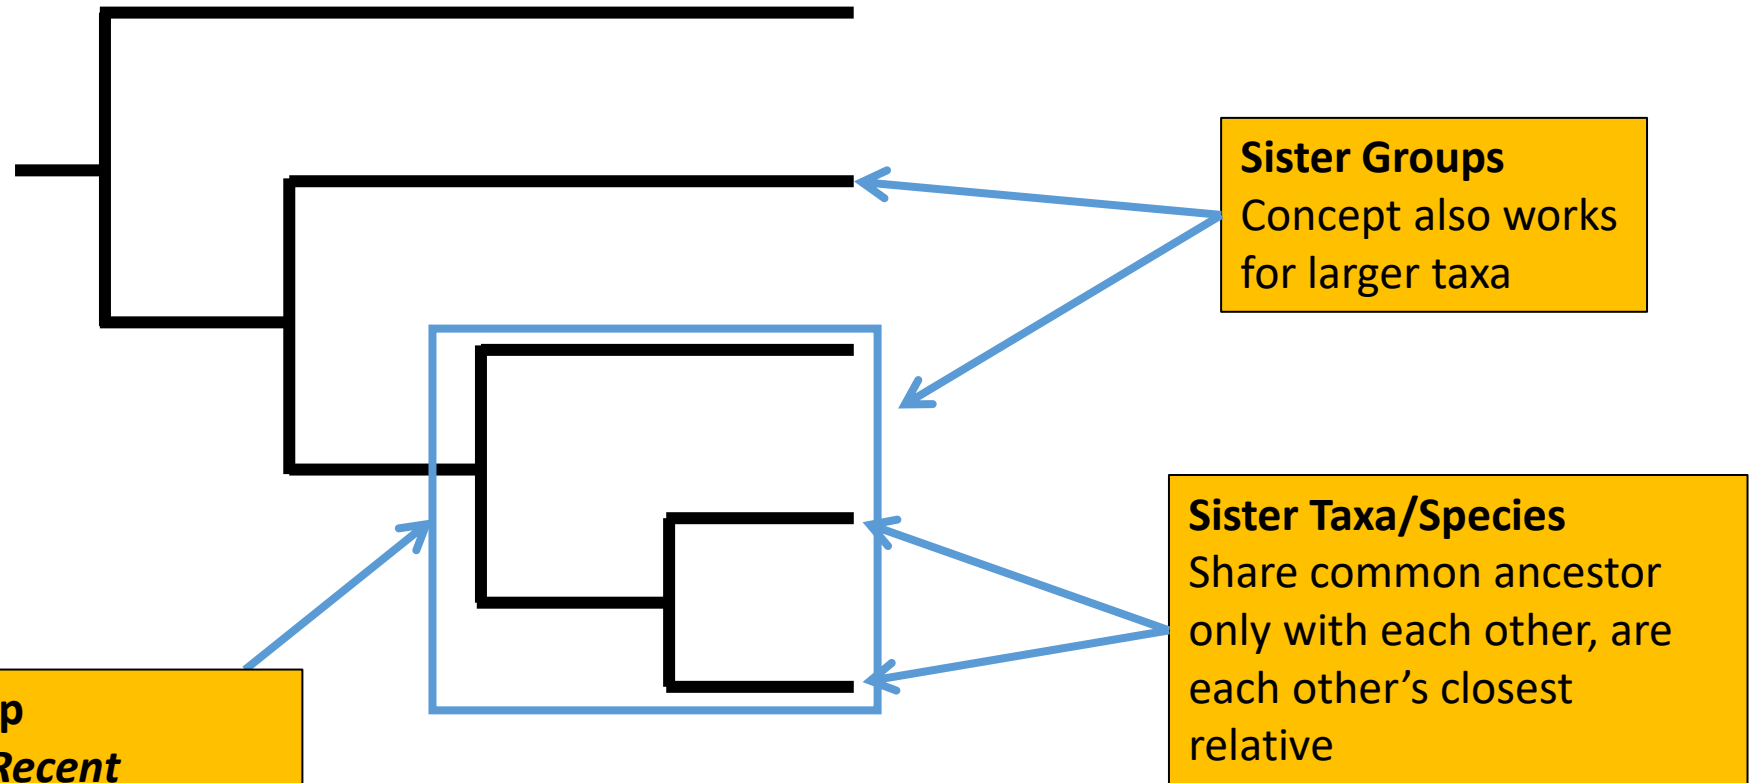 Sister Groups
Concept also works
for larger taxa
Sister Taxa/Species
Share common ancestor
only with each other, are
each other’s closest
relative
p
Recent